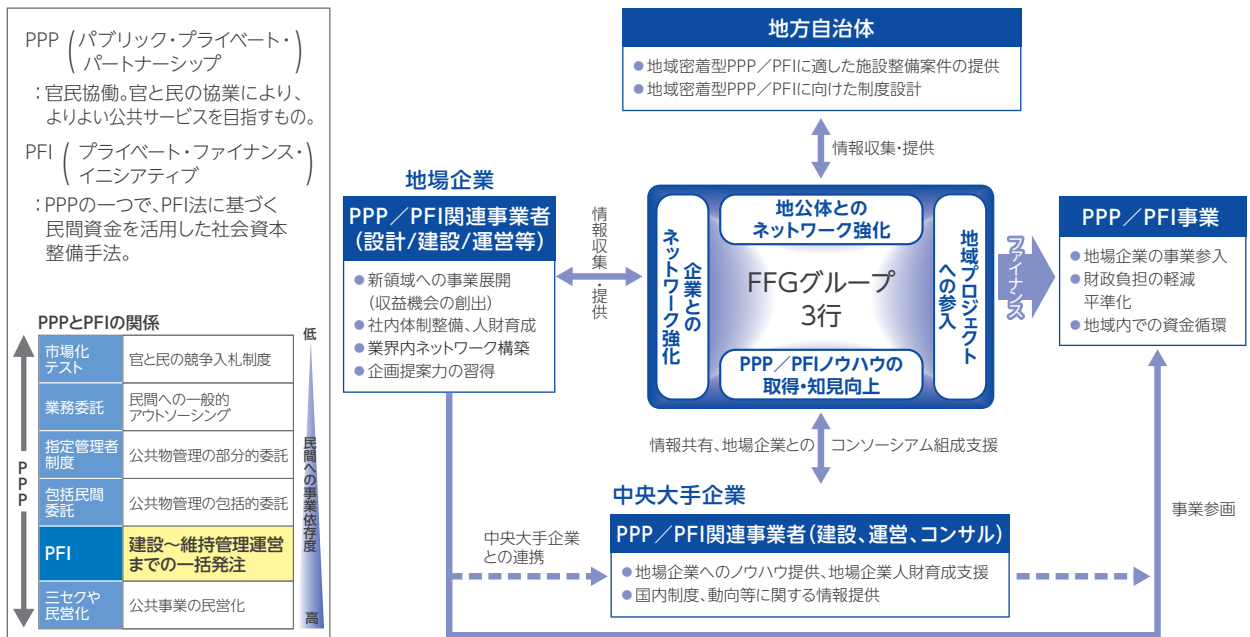 PPP（パブリック・プライベート・
パートナーシップ）
：官民協働。官と民の協業により、
よりよい公共サービスを目指すもの。
PFI（プライベート・ファイナンス・
イニシアティブ）
：PPPの一つで、PFI法に基づく
民間資金を活用した社会資本
整備手法。
PPPとPFIの関係
PPP
市場化
テスト
官と民の競争入札制度
業務委託
民間への一般的
アウトソーシング
指定管理者
制度
公共物管理の部分的委託
包括民間
委託
公共物管理の包括的委託
PFI
建設～維持管理運営
までの一括発注
三セクや
民営化
公共事業の民営化
低
民間への事業依存度
高
地方自治体
●地域密着型PPP／PFIに適した施設整備案件の提供
●地域密着型PPP／PFIに向けた制度設計
情報収集・提供
地場企業
PPP／PFI関連事業者
（設計/建設/運営等）
●新領域への事業展開
（収益機会の創出）
●社内体制整備、人財育成
●業界内ネットワーク構築
●企画提案力の習得
情報収集・提供
地公体との
ネットワーク強化
企業との
ネットワーク強化
FFGグループ
3行
地域プロジェクト
への参入
PPP／PFIノウハウの
取得・知見向上
ファイナンス
PPP／PFI事業
●地場企業の事業参入
●財政負担の軽減
平準化
●地域内での資金循環
情報共有、地場企業との コンソーシアム組成支援
中央大手企業
PPP／PFI関連事業者（建設、運営、コンサル）
●地場企業へのノウハウ提供、地場企業人財育成支援
●国内制度、動向等に関する情報提供
中央大手企業
との連携
事業参画